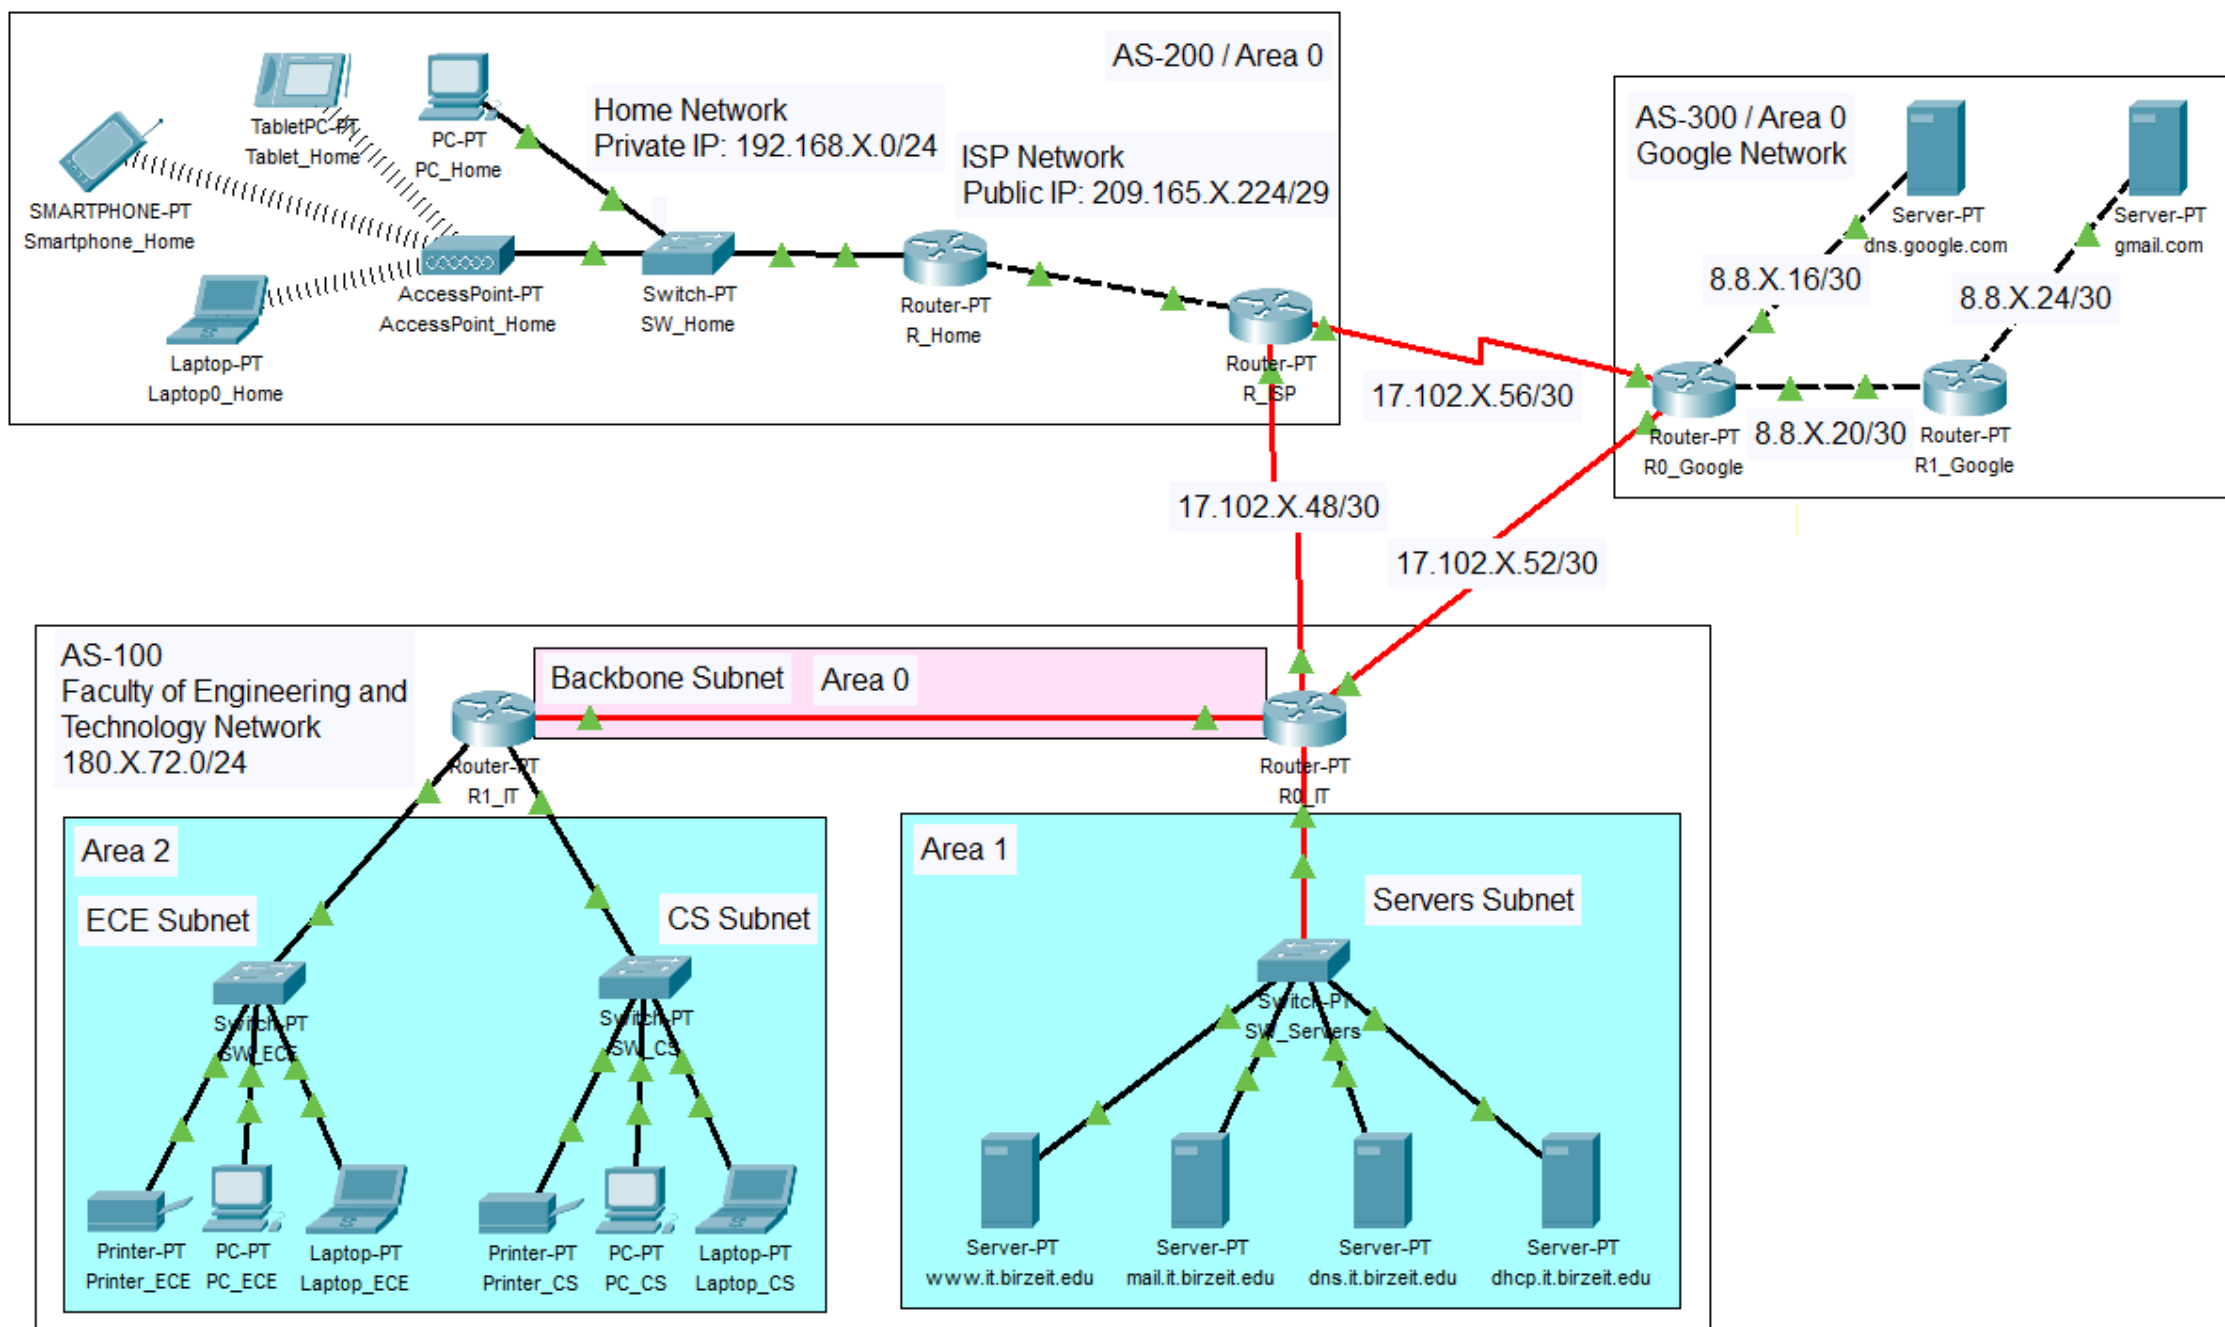 AS-200 / Area 0
TabletPC-PT
Tablet_Home
PC-PT
PC_Home
Home Network
Private IP: 192.168.X.0/24
ISP Network
Public IP: 209.165.X.224/29
SMARTPHONE-PT
Smartphone_Home
AccessPoint-PT
AccessPoint_Home
Switch-PT
SW_Home
Router-PT
R_Home
Laptop-PT
Laptop0_Home
Router-PT
R_ISP
AS-300 / Area 0
Google Network
Server-PT
dns.google.com
Server-PT
gmail.com
8.8.X.16/30
8.8.X.24/30
17.102.X.56/30
Router-PT
R0_Google
8.8.X.20/30
Router-PT
R1_Google
17.102.X.48/30
17.102.X.52/30
AS-100
Faculty of Engineering and
Technology Network
180.X.72.0/24
Backbone Subnet
Area 0
Router-PT
R1_IT
Router-PT
R0_IT
Area 2
ECE Subnet
CS Subnet
Switch-PT
SW_ECE
Switch-PT
SW_CS
Printer-PT
Printer_ECE
PC-PT
PC_ECE
Laptop-PT
Laptop_ECE
Printer-PT
Printer_CS
PC-PT
PC_CS
Laptop-PT
Laptop_CS
Area 1
Servers Subnet
Switch-PT
SW_Servers
Server-PT
www.it.birzeit.edu
Server-PT
mail.it.birzeit.edu
Server-PT
dns.it.birzeit.edu
Server-PT
dhcp.it.birzeit.edu